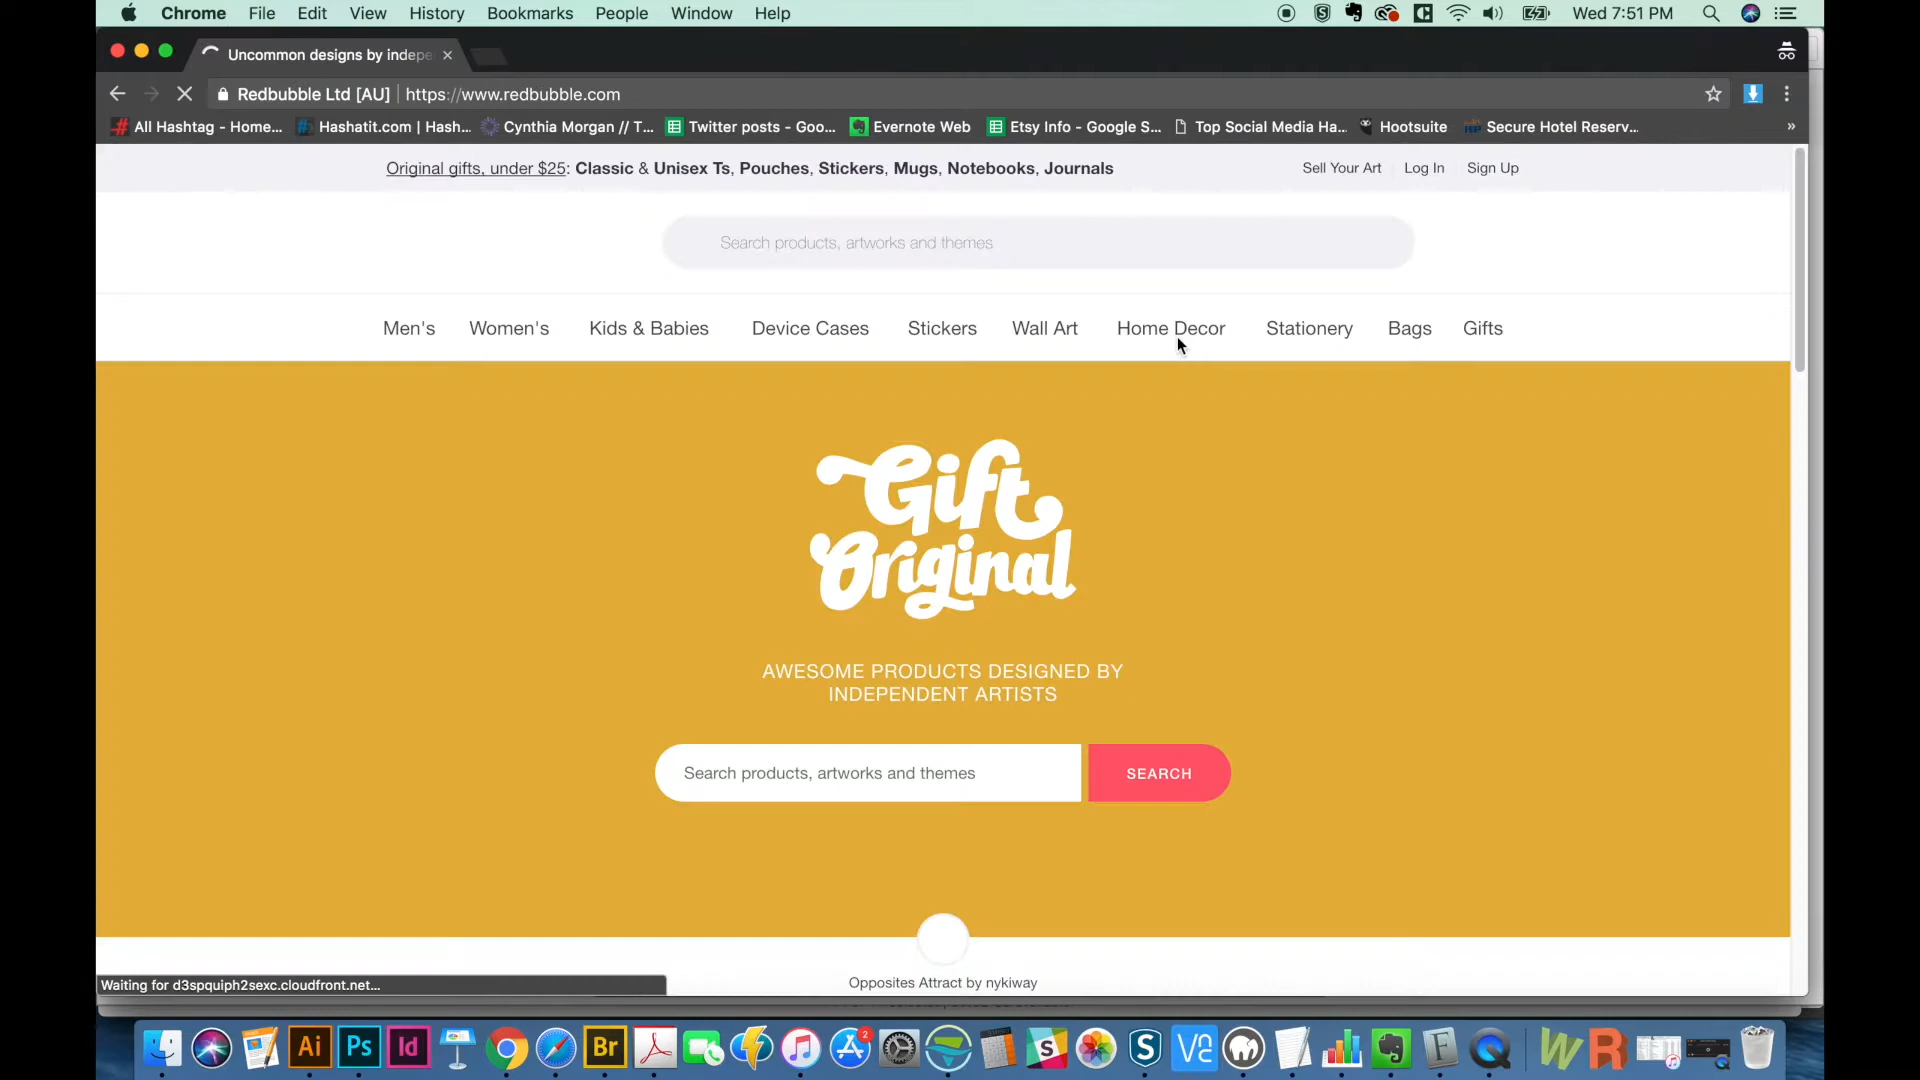 Chrome File Edit View History Bookmarks People Window Help Wed 7:51 PM
Uncommon designs by indepe
Redbubble Ltd [AU] https://www.redbubble.com
All Hashtag - Home... Hashatit.com | Hash... Cynthia Morgan // T... Twitter posts - Goo... Evernote Web Etsy Info - Google S... Top Social Media Ha... Hootsuite Secure Hotel Reserv... »
Original gifts, under $25: Classic & Unisex Ts, Pouches, Stickers, Mugs, Notebooks, Journals Sell Your Art Log In Sign Up
Search products, artworks and themes
Men's Women's Kids & Babies Device Cases Stickers Wall Art Home Decor Stationery Bags Gifts
Gift
Original
AWESOME PRODUCTS DESIGNED BY
INDEPENDENT ARTISTS
Search products, artworks and themes SEARCH
Opposites Attract by nykiway
Waiting for d3spquiph2sexc.cloudfront.net...
Ai Ps Id Br 2 S S F W R